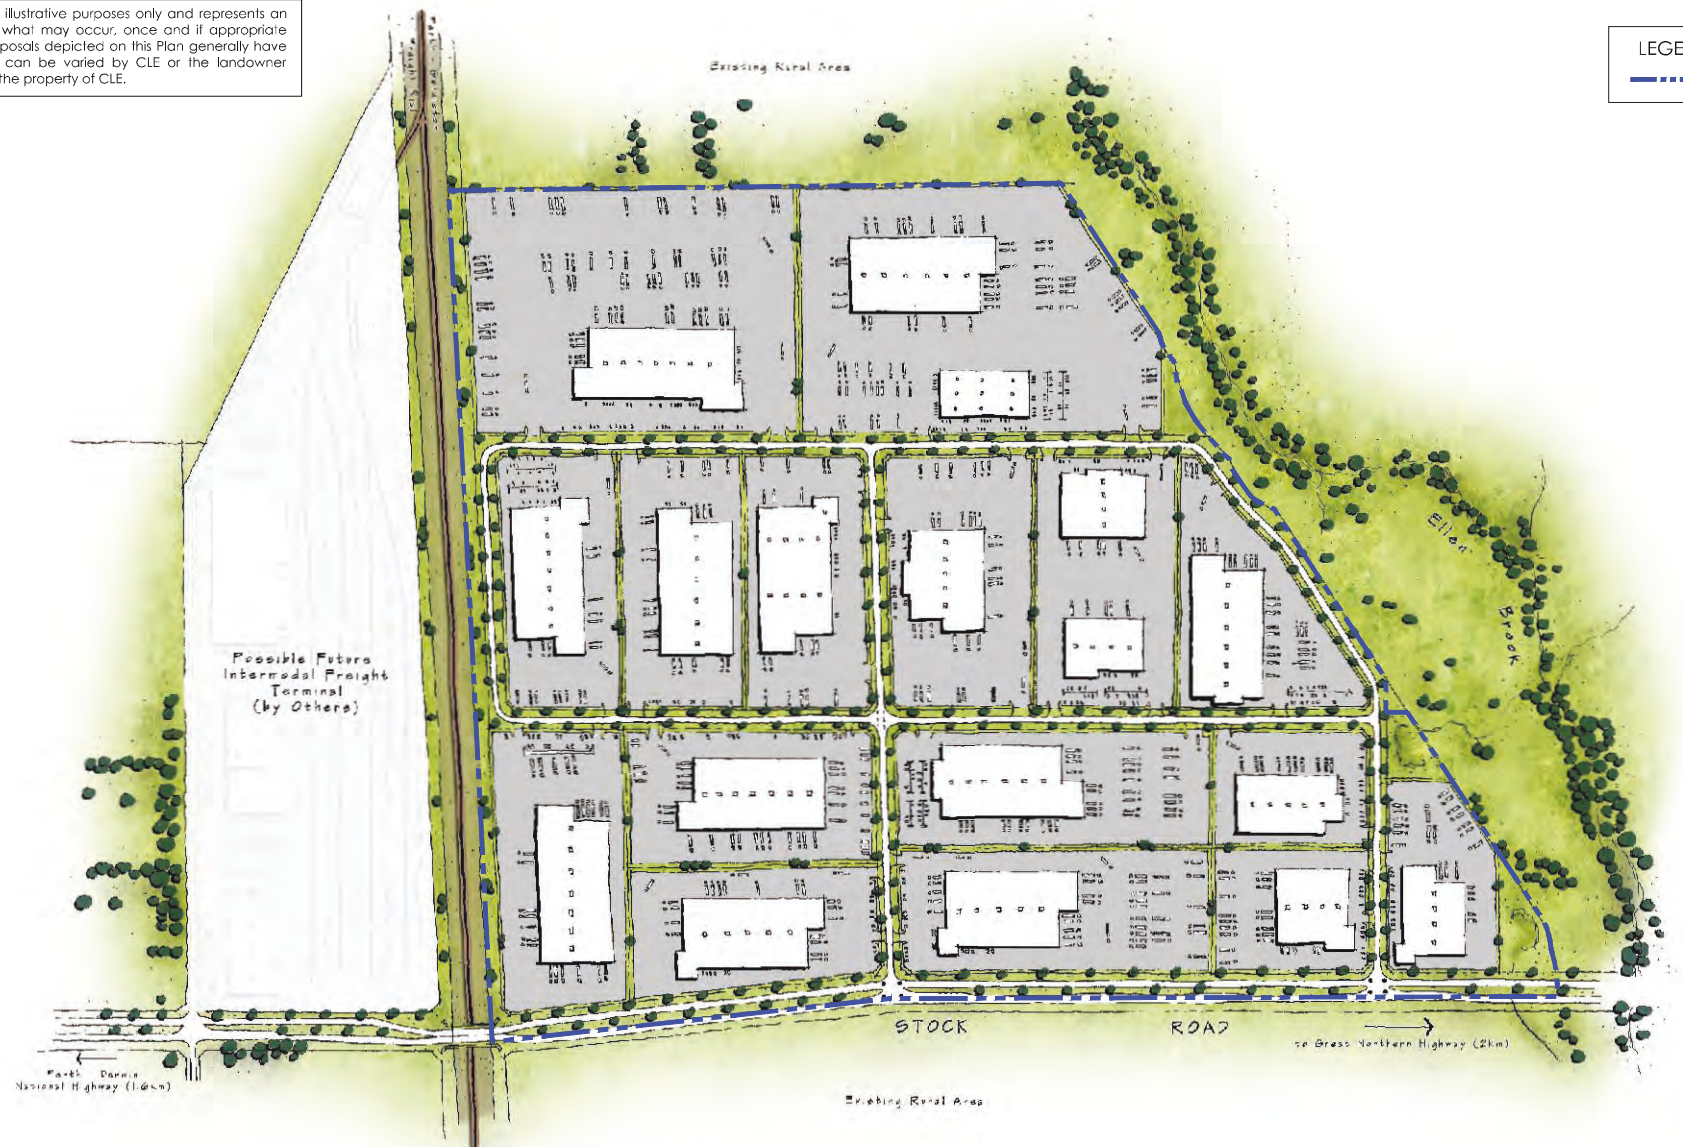 illustrative purposes only and represents an
what may occur, once and if appropriate
posals depicted on this Plan generally have
can be varied by CLE or the landowner
the property of CLE.
LEGE
Existing Rural Area
Ellen
Brook
Possible Future
Intermodal Freight
Terminal
(by Others)
STOCK ROAD
to Great Northern Highway (2km)
Perth Darwin
National Highway (1.6km)
Existing Rural Area